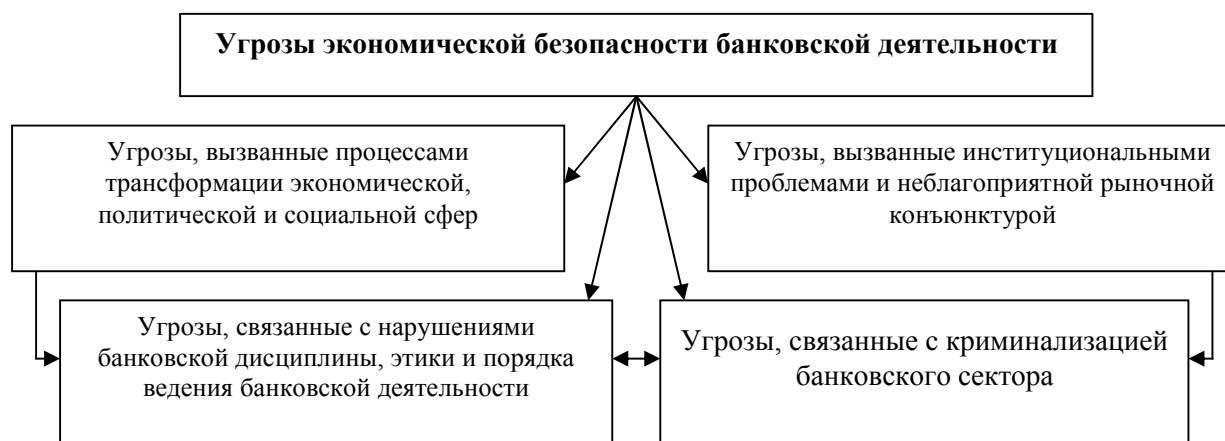 Угрозы экономической безопасности банковской деятельности
Угрозы, вызванные процессами
трансформации экономической,
политической и социальной сфер
Угрозы, вызванные институциональными
проблемами и неблагоприятной рыночной
конъюнктурой
Угрозы, связанные с нарушениями
банковской дисциплины, этики и порядка
ведения банковской деятельности
Угрозы, связанные с криминализацией
банковского сектора